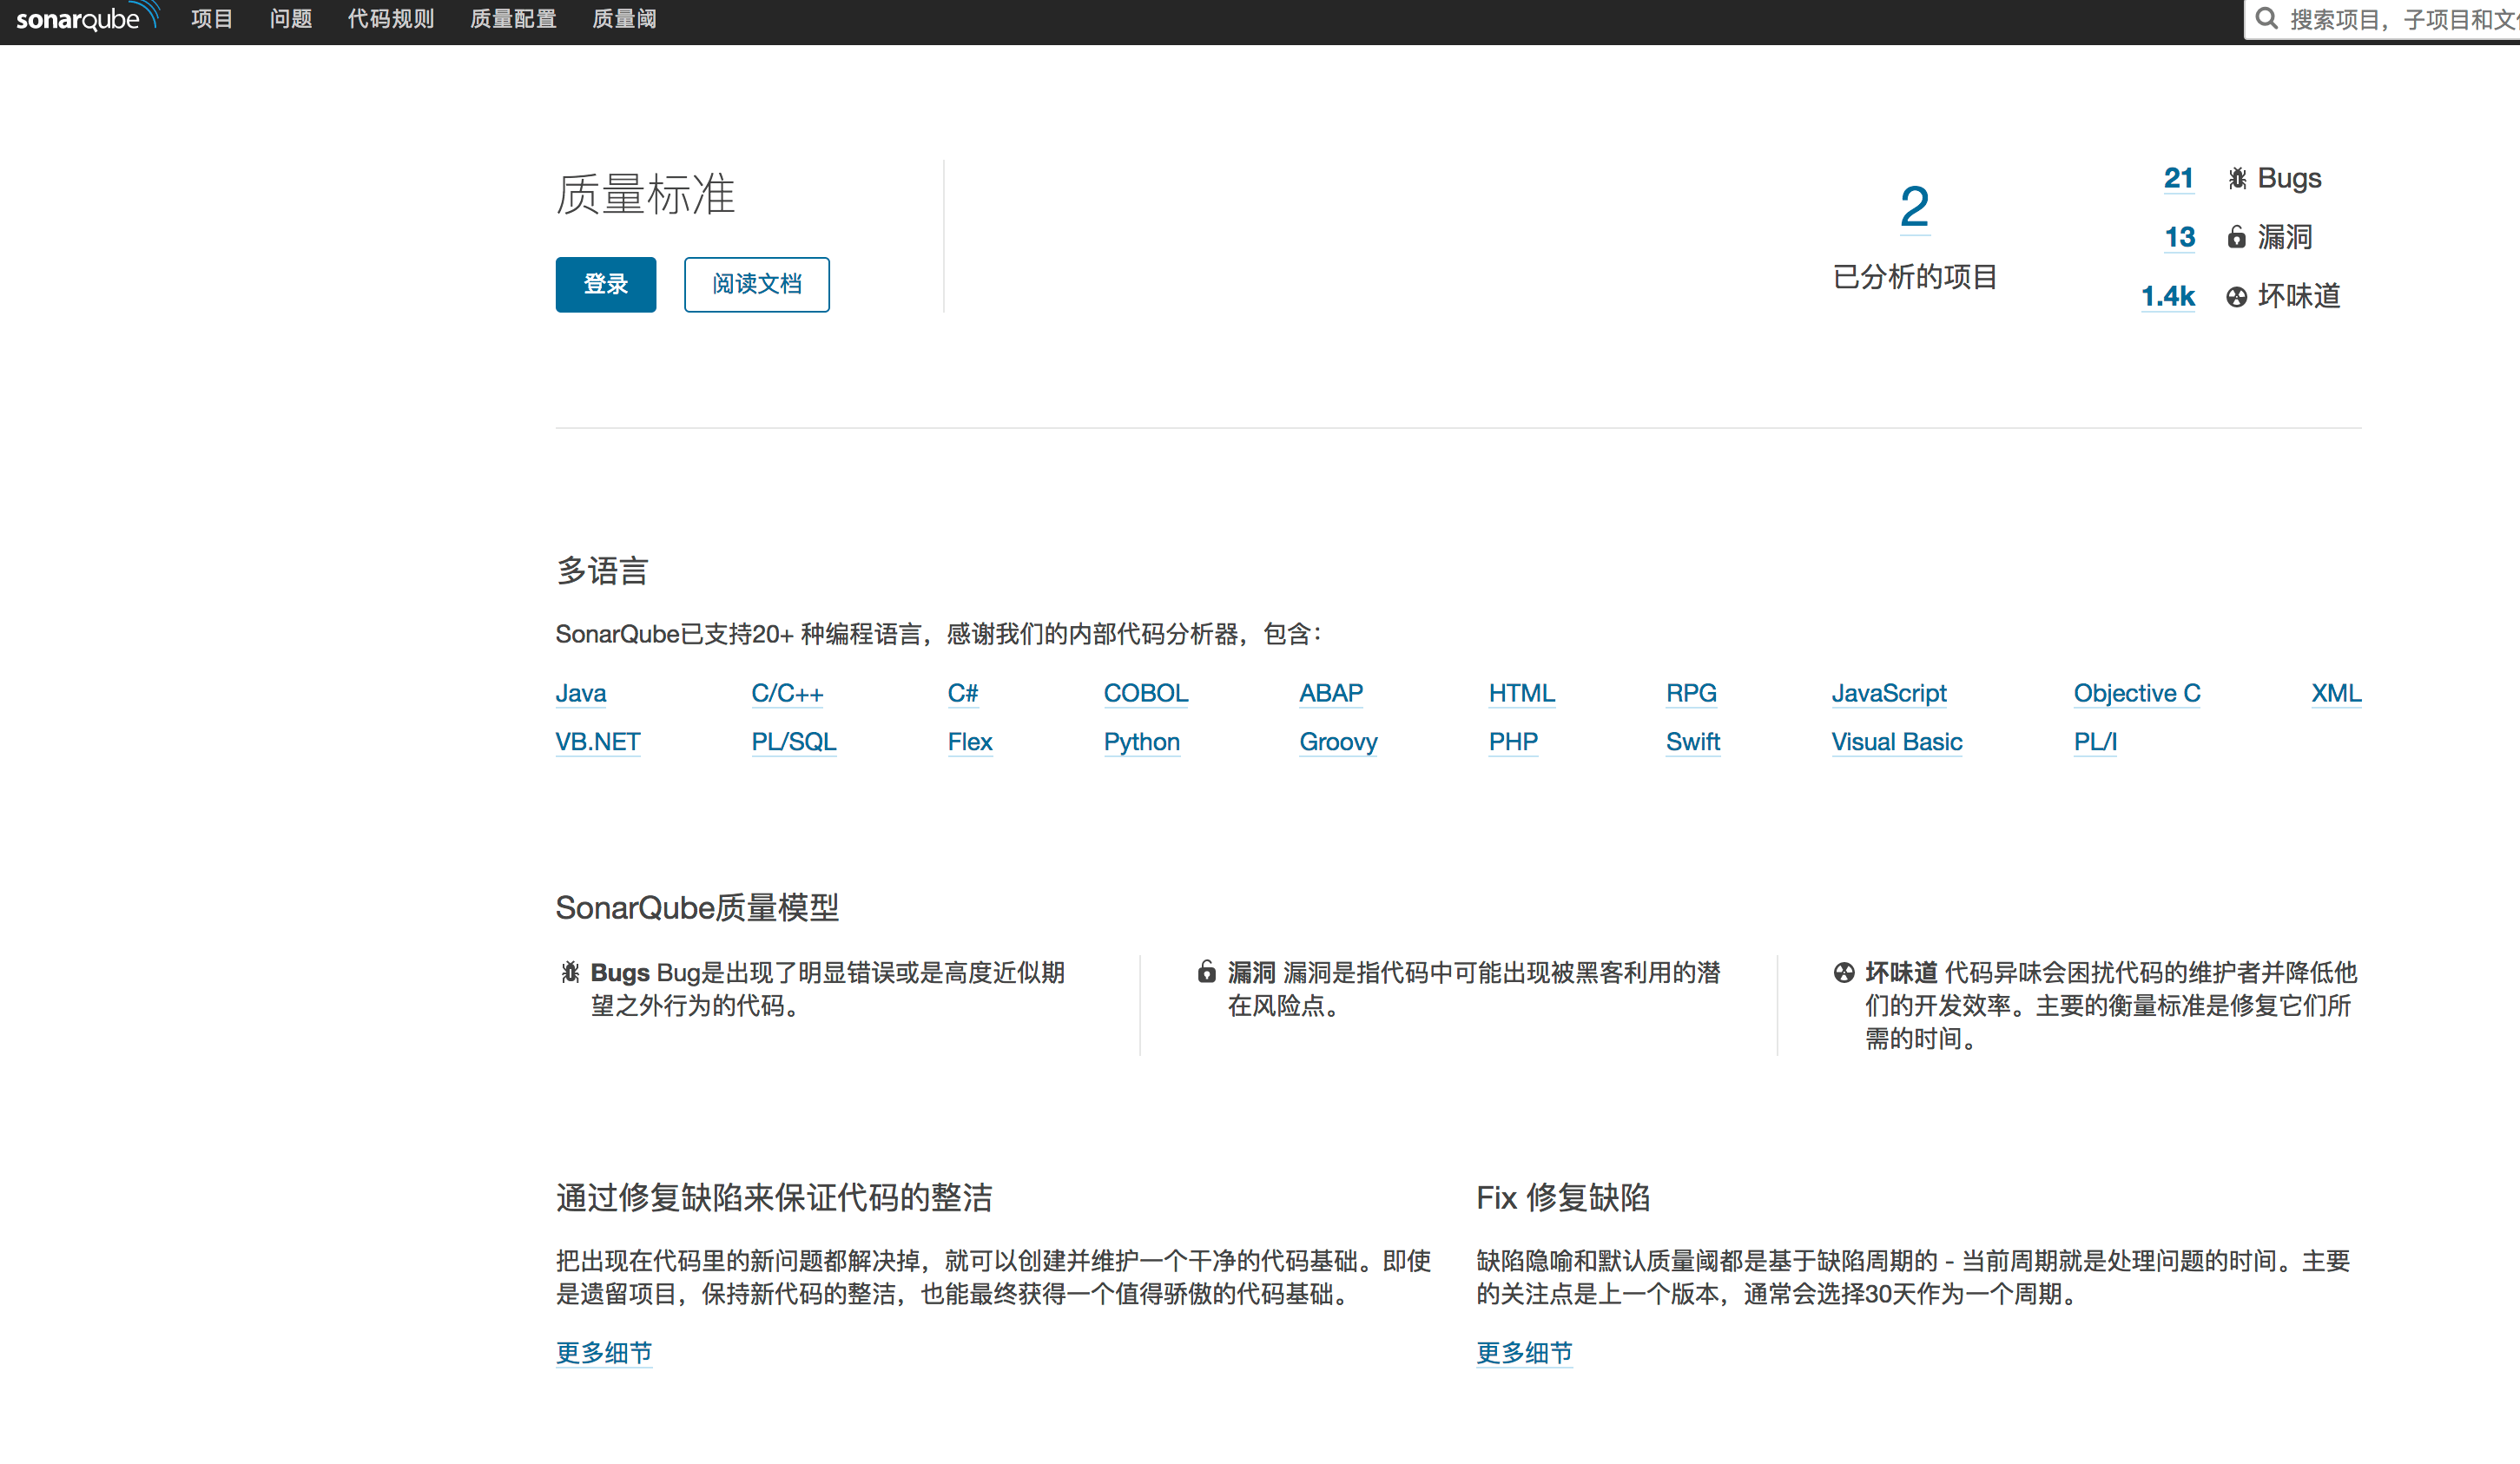 sonarqube 项目 问题 代码规则 质量配置 质量阈 搜索项目，子项目和文
质量标准
登录 阅读文档
2
已分析的项目
21 Bugs
13 漏洞
1.4k 坏味道
多语言
SonarQube已支持20+ 种编程语言，感谢我们的内部代码分析器，包含：
Java C/C++ C# COBOL ABAP HTML RPG JavaScript Objective C XML
VB.NET PL/SQL Flex Python Groovy PHP Swift Visual Basic PL/I
SonarQube质量模型
Bugs Bug是出现了明显错误或是高度近似期
望之外行为的代码。
漏洞 漏洞是指代码中可能出现被黑客利用的潜
在风险点。
坏味道 代码异味会困扰代码的维护者并降低他
们的开发效率。主要的衡量标准是修复它们所
需的时间。
通过修复缺陷来保证代码的整洁
把出现在代码里的新问题都解决掉，就可以创建并维护一个干净的代码基础。即使
是遗留项目，保持新代码的整洁，也能最终获得一个值得骄傲的代码基础。
更多细节
Fix 修复缺陷
缺陷隐喻和默认质量阈都是基于缺陷周期的 - 当前周期就是处理问题的时间。主要
的关注点是上一个版本，通常会选择30天作为一个周期。
更多细节